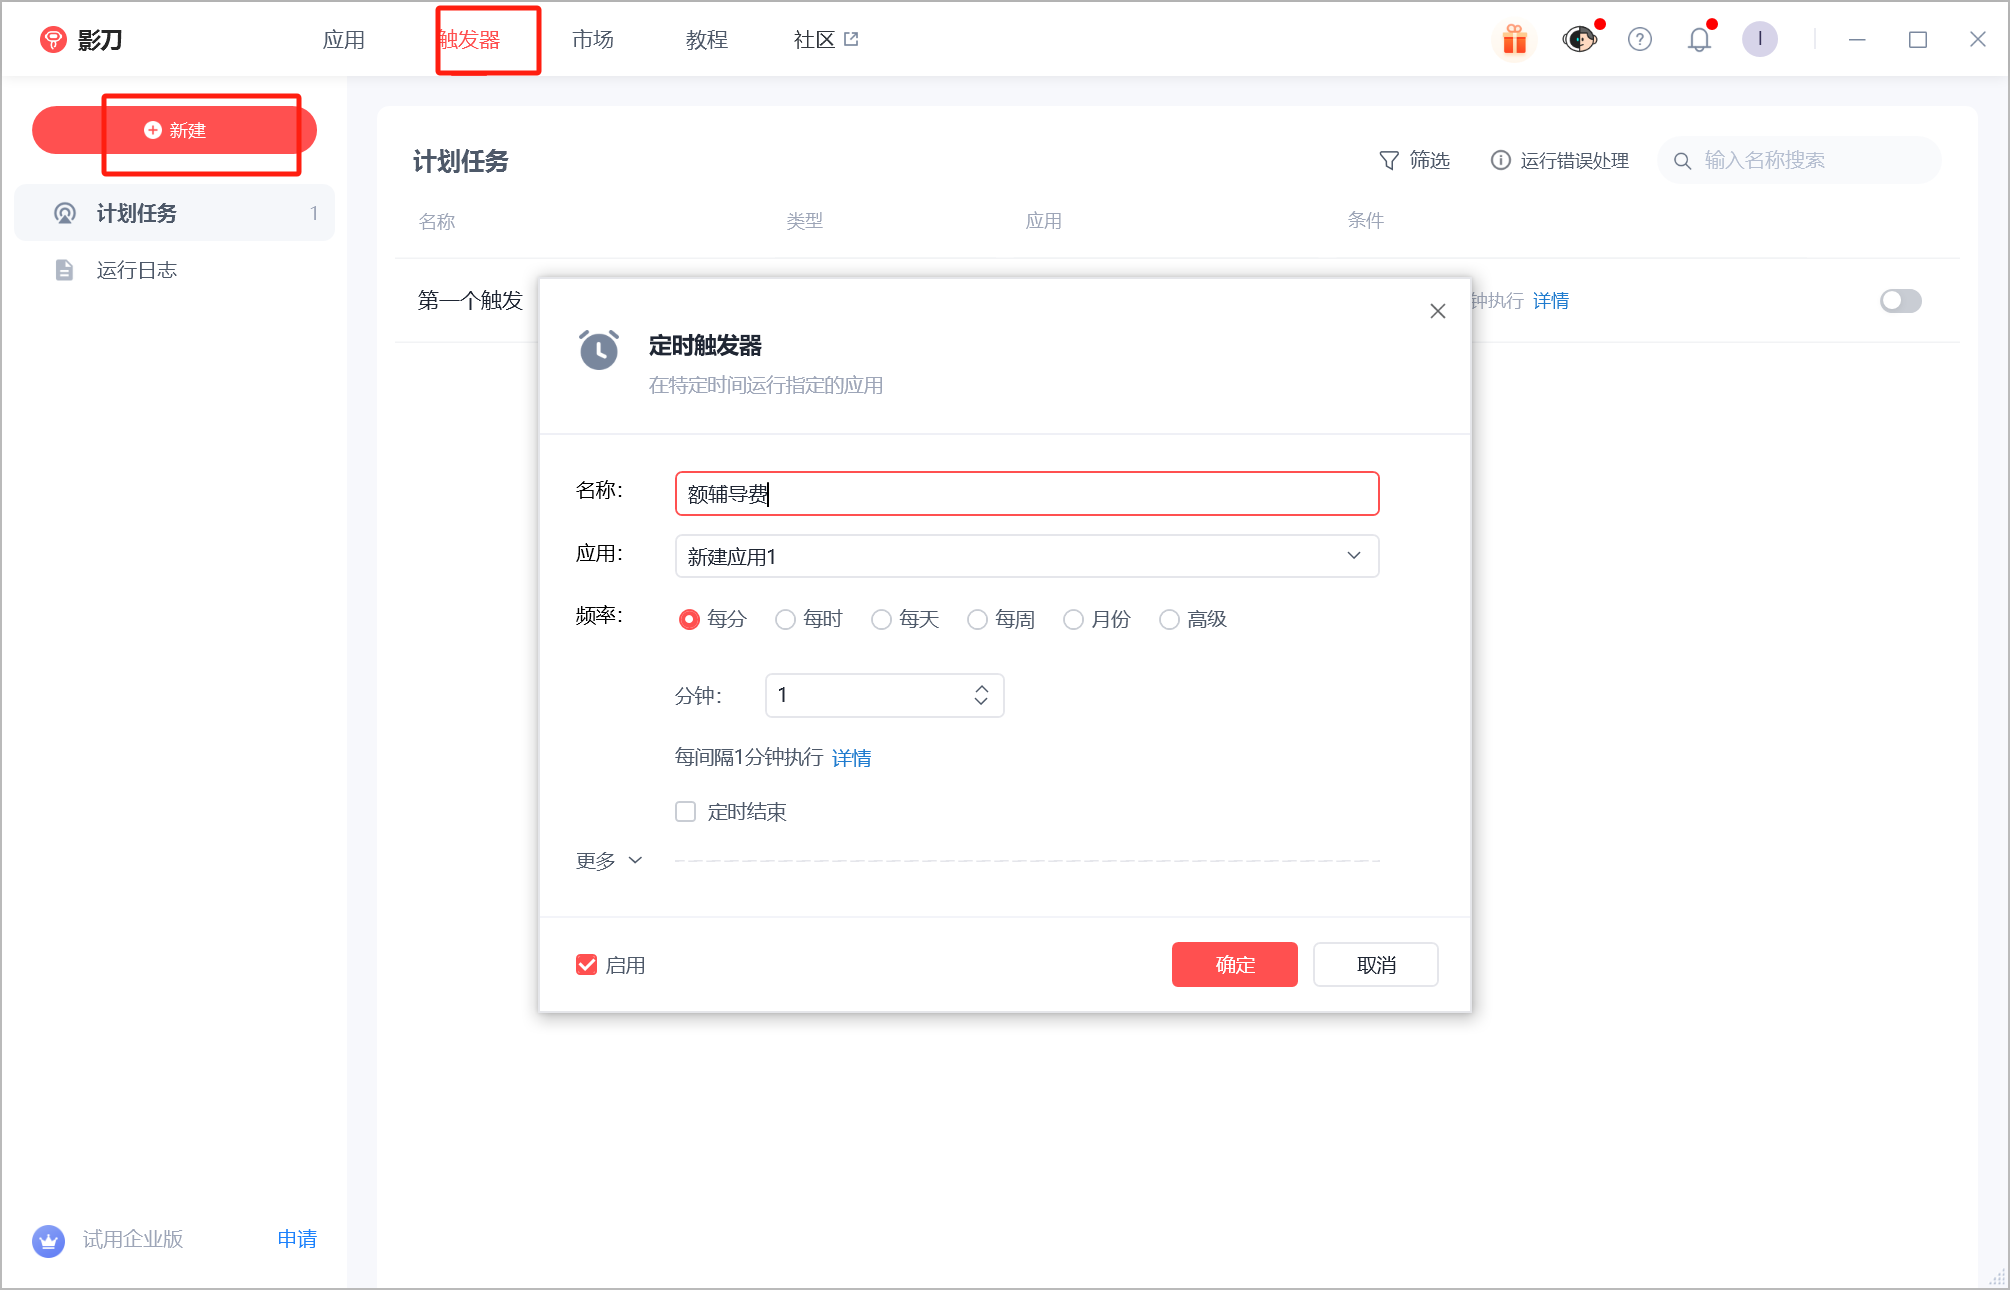 影刀
应用
触发器
市场
教程
社区
I
新建
计划任务 1
运行日志
计划任务
筛选
运行错误处理
输入名称搜索
名称 类型 应用 条件
第一个触发
钟执行 详情
定时触发器
在特定时间运行指定的应用
名称：
额辅导费
应用：
新建应用1
频率：
每分 每时 每天 每周 月份 高级
分钟： 1
每间隔1分钟执行 详情
定时结束
更多
启用
确定
取消
试用企业版
申请